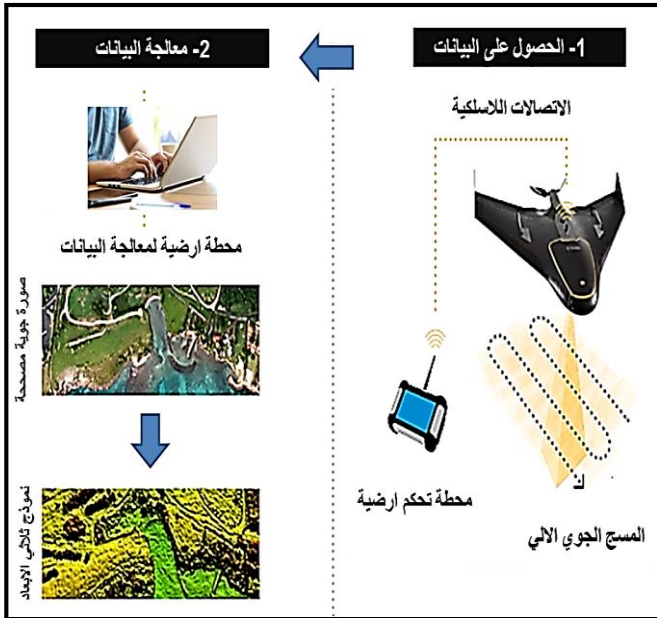 1- الحصول على البيانات
الاتصالات اللاسلكية
محطة تحكم ارضية
المسح الجوي الالي
2- معالجة البيانات
محطة ارضية لمعالجة البيانات
صورة جوية مصححة
نموذج ثلاثي الابعاد